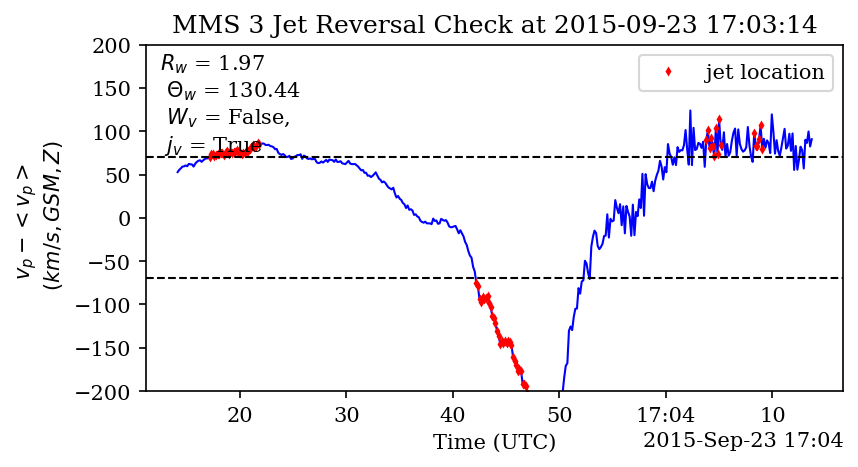 MMS 3 Jet Reversal Check at 2015-09-23 17:03:14
200
150
100
50
0
−50
−100
−150
−200
v_p − < v_p >
(km/s, GSM, Z)
R_w = 1.97
Θ_w = 130.44
W_v = False,
j_v = True
jet location
20
30
40
50
17:04
10
Time (UTC)
2015-Sep-23 17:04